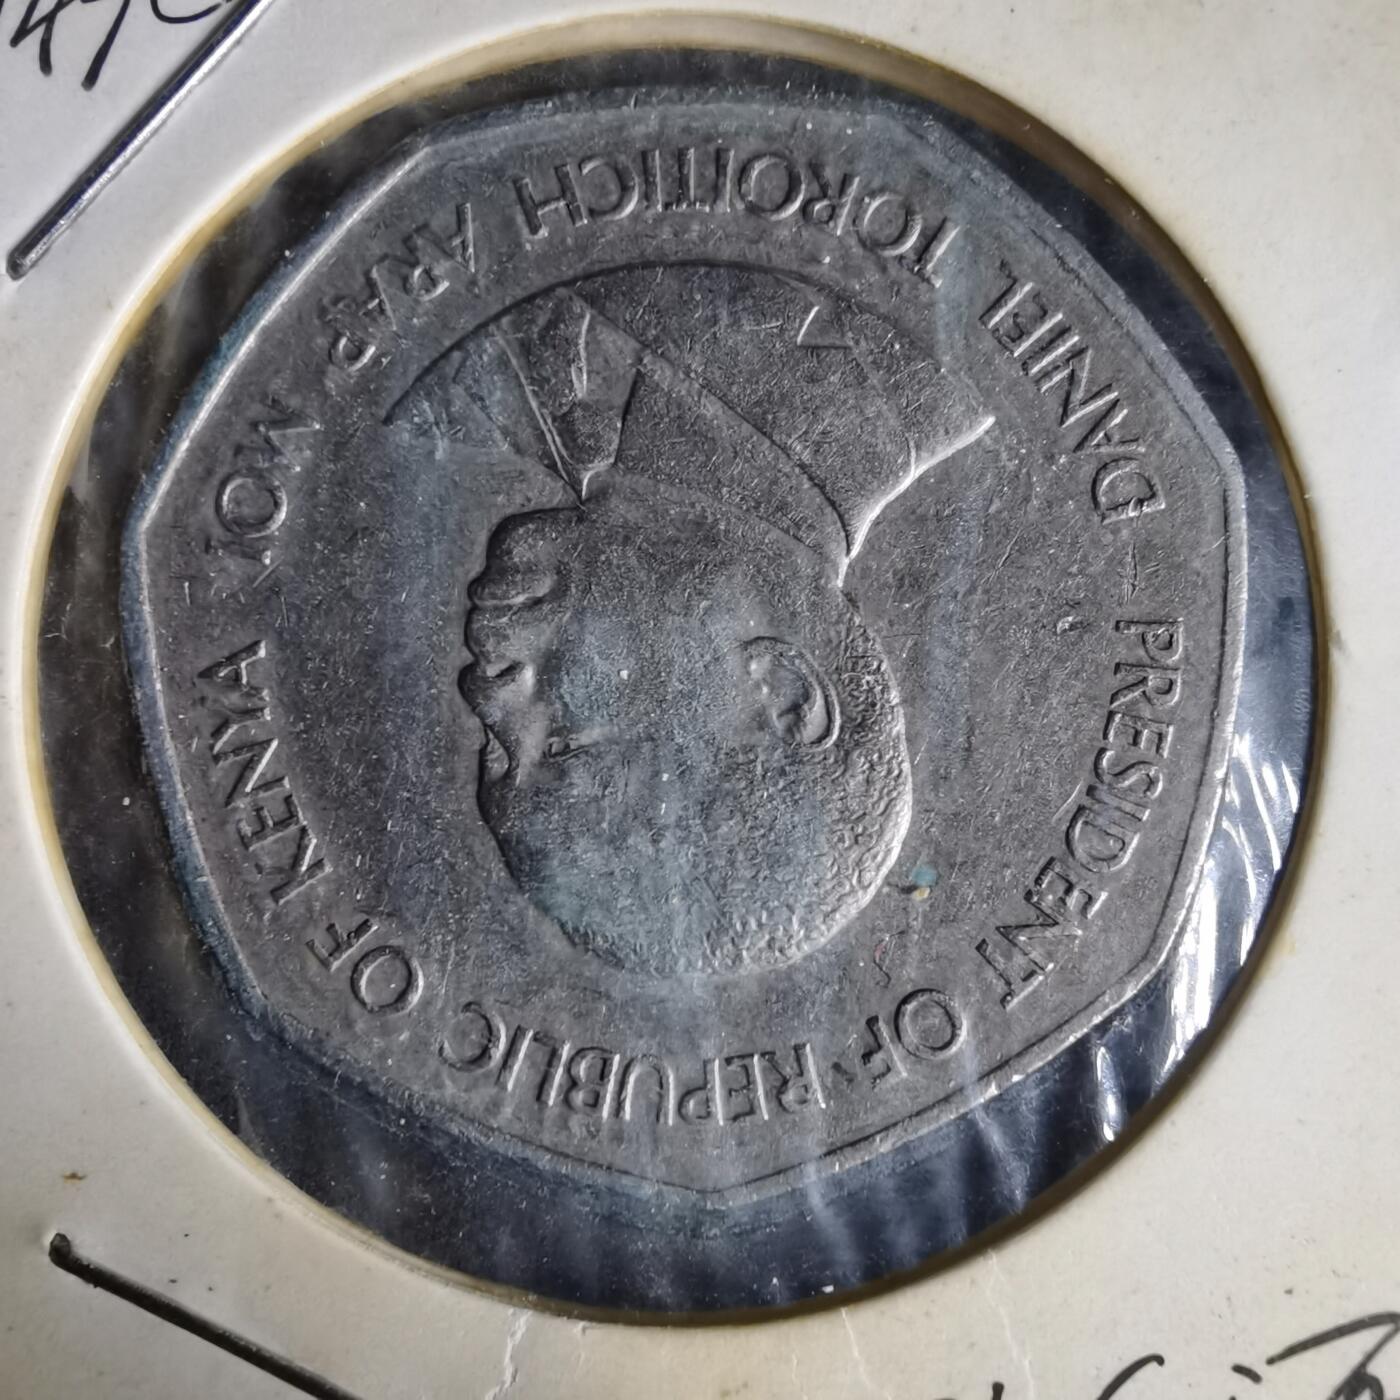 PRESIDENT OF REPUBLIC OF KENYA
DANIEL TOROITICH ARAP MOI